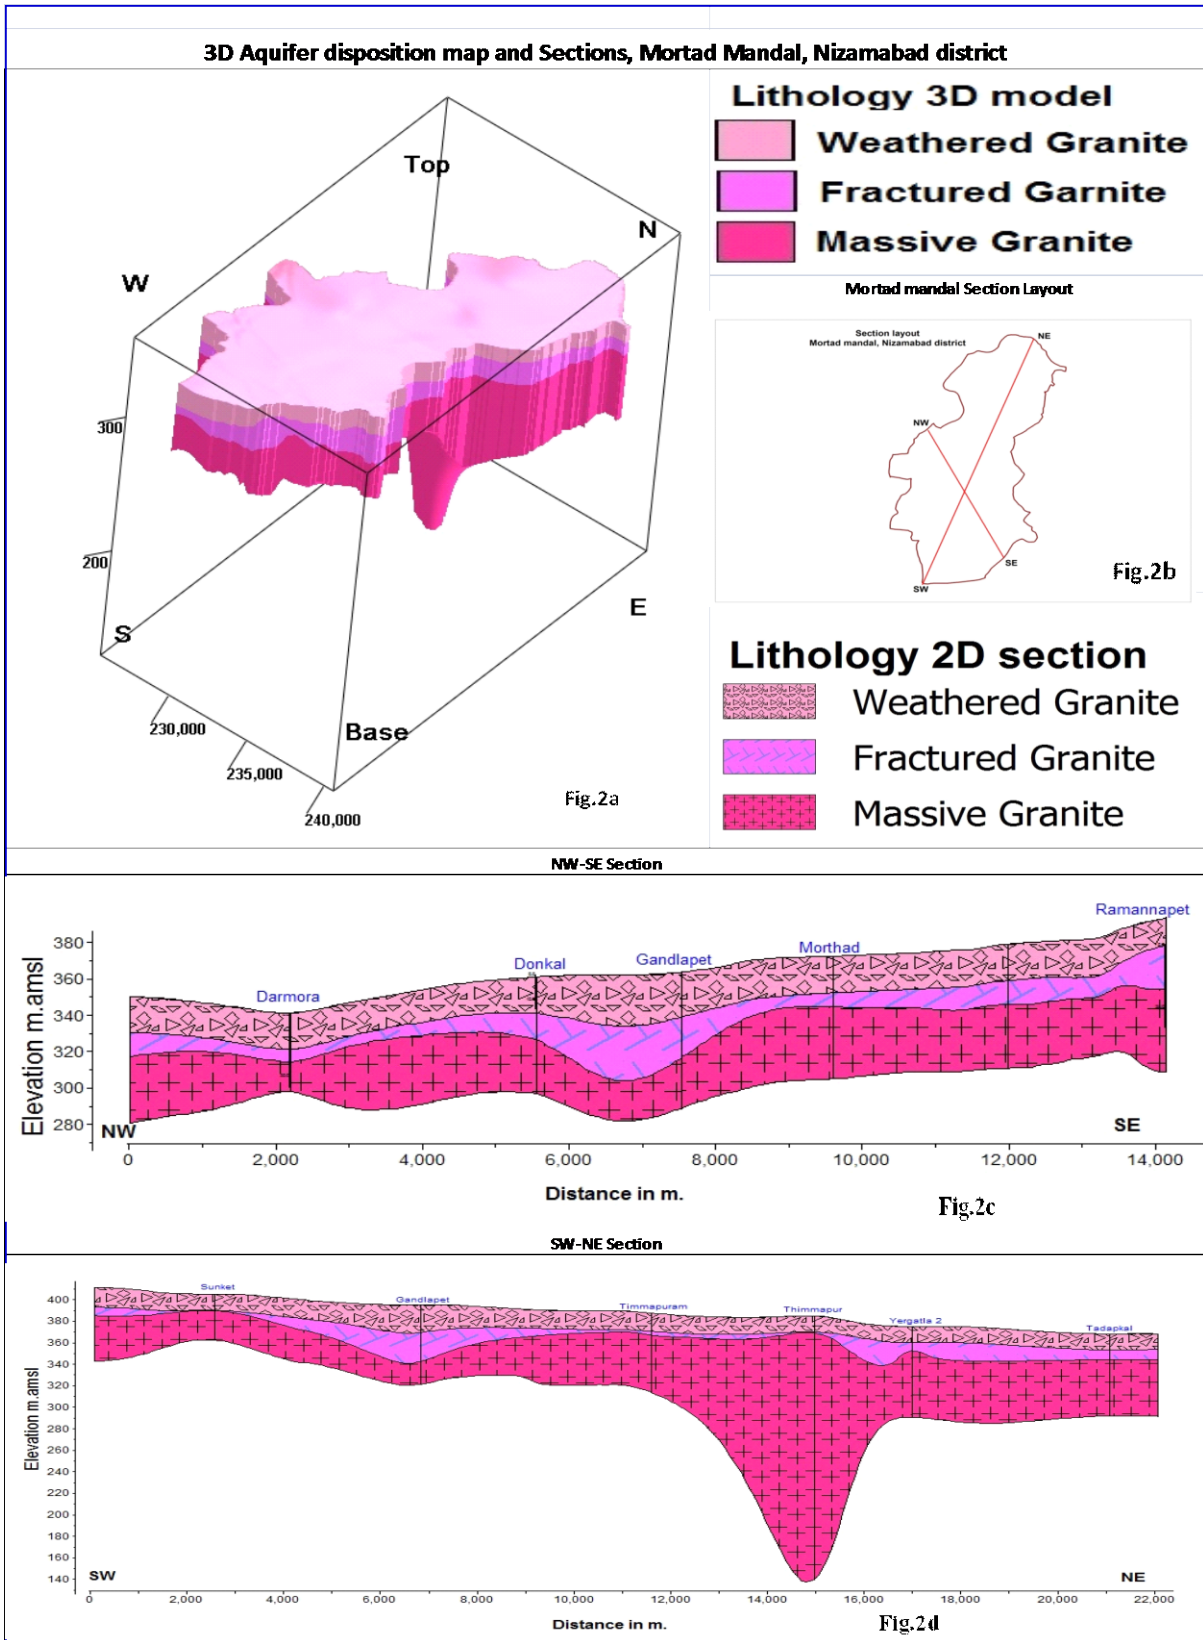 3D Aquifer disposition map and Sections, Mortad Mandal, Nizamabad district
Top
N
W
300
200
S
E
230,000
235,000
240,000
Base
Fig.2a
Lithology 3D model
Weathered Granite
Fractured Garnite
Massive Granite
Mortad mandal Section Layout
Section layout
Mortad mandal, Nizamabad district
NE
NW
SE
SW
Fig.2b
Lithology 2D section
Weathered Granite
Fractured Granite
Massive Granite
NW-SE Section
Elevation m.amsl
380
360
340
320
300
280
Darmora
Donkal
Gandlapet
Morthad
Ramannapet
NW
SE
0 2,000 4,000 6,000 8,000 10,000 12,000 14,000
Distance in m.
Fig.2c
SW-NE Section
Elevation m.amsl
400
380
360
340
320
300
280
260
240
220
200
180
160
140
Sunket
Gandlapet
Timmapuram
Thimmapur
Yergatla 2
Tadapkal
SW
NE
0 2,000 4,000 6,000 8,000 10,000 12,000 14,000 16,000 18,000 20,000 22,000
Distance in m.
Fig.2d